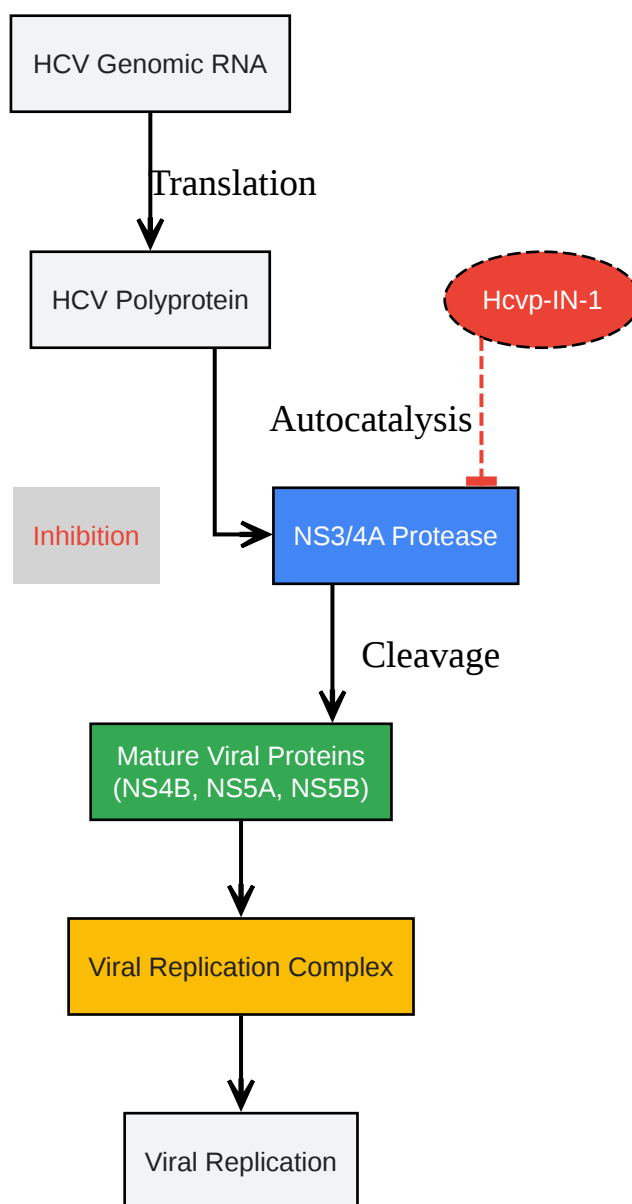 HCV Genomic RNA
Translation
HCV Polyprotein
Hcvp-IN-1
Autocatalysis
Inhibition
NS3/4A Protease
Cleavage
Mature Viral Proteins
(NS4B, NS5A, NS5B)
Viral Replication Complex
Viral Replication